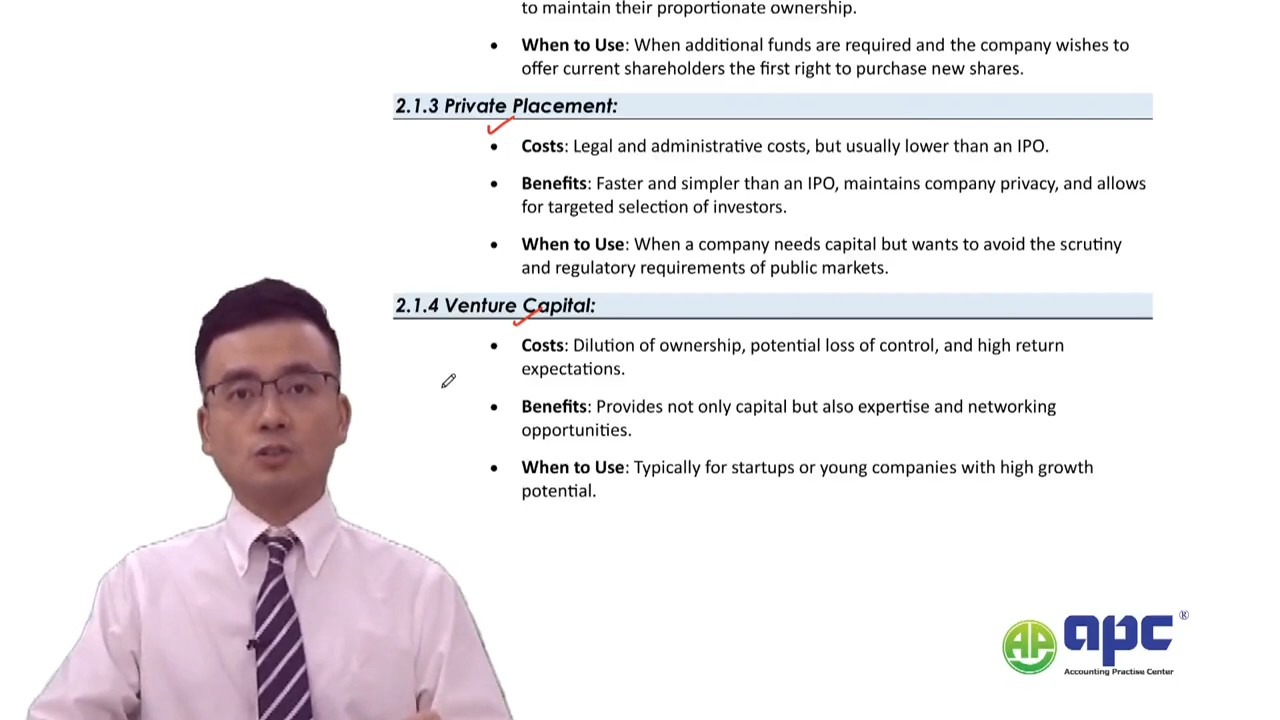 to maintain their proportionate ownership.
• When to Use: When additional funds are required and the company wishes to
offer current shareholders the first right to purchase new shares.
2.1.3 Private Placement:
• Costs: Legal and administrative costs, but usually lower than an IPO.
• Benefits: Faster and simpler than an IPO, maintains company privacy, and allows
for targeted selection of investors.
• When to Use: When a company needs capital but wants to avoid the scrutiny
and regulatory requirements of public markets.
2.1.4 Venture Capital:
• Costs: Dilution of ownership, potential loss of control, and high return
expectations.
• Benefits: Provides not only capital but also expertise and networking
opportunities.
• When to Use: Typically for startups or young companies with high growth
potential.
AP apc ®
Accounting Practise Center